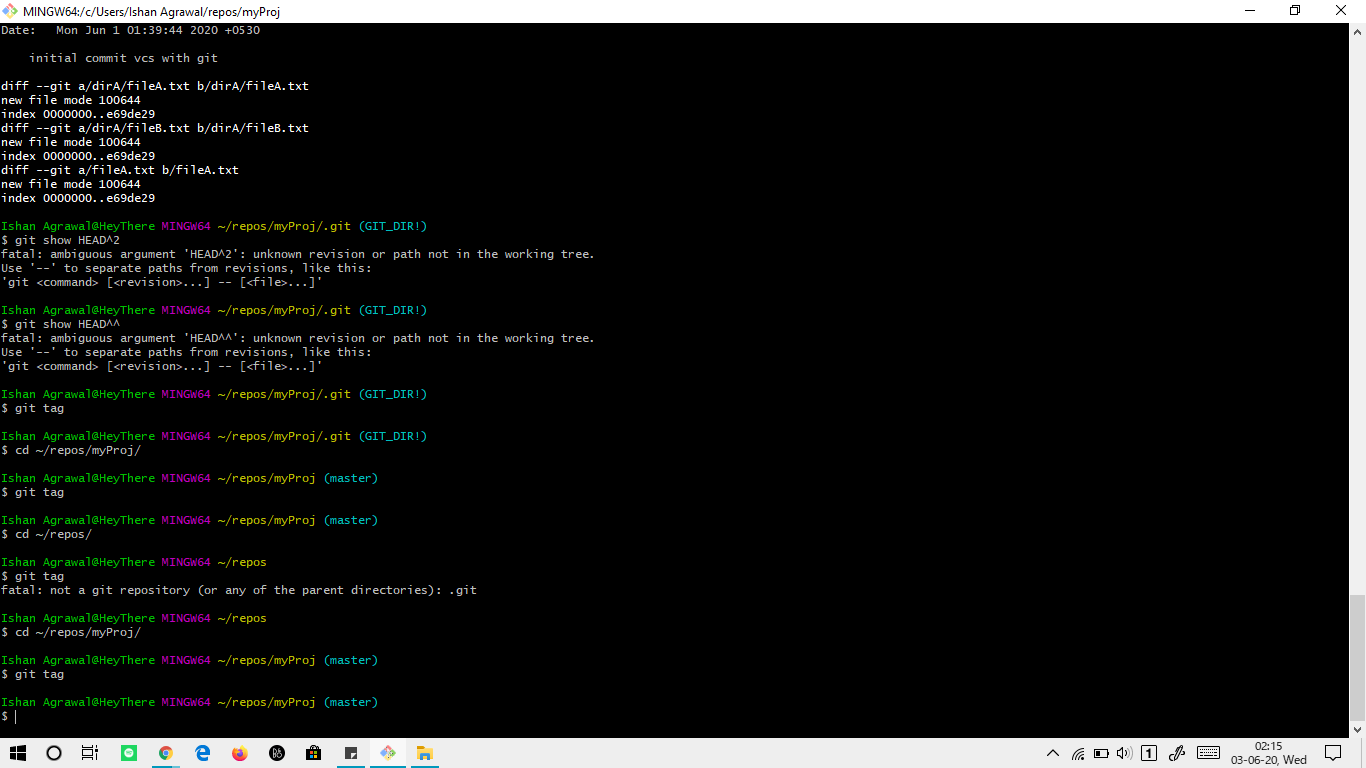 MINGW64:/c/Users/Ishan Agrawal/repos/myProj
Date:   Mon Jun 1 01:39:44 2020 +0530
    initial commit vcs with git
diff --git a/dirA/fileA.txt b/dirA/fileA.txt
new file mode 100644
index 0000000..e69de29
diff --git a/dirA/fileB.txt b/dirA/fileB.txt
new file mode 100644
index 0000000..e69de29
diff --git a/fileA.txt b/fileA.txt
new file mode 100644
index 0000000..e69de29
Ishan Agrawal@HeyThere MINGW64 ~/repos/myProj/.git (GIT_DIR!)
$ git show HEAD^2
fatal: ambiguous argument 'HEAD^2': unknown revision or path not in the working tree.
Use '--' to separate paths from revisions, like this:
'git <command> [<revision>...] -- [<file>...]'
Ishan Agrawal@HeyThere MINGW64 ~/repos/myProj/.git (GIT_DIR!)
$ git show HEAD^^
fatal: ambiguous argument 'HEAD^^': unknown revision or path not in the working tree.
Use '--' to separate paths from revisions, like this:
'git <command> [<revision>...] -- [<file>...]'
Ishan Agrawal@HeyThere MINGW64 ~/repos/myProj/.git (GIT_DIR!)
$ git tag
Ishan Agrawal@HeyThere MINGW64 ~/repos/myProj/.git (GIT_DIR!)
$ cd ~/repos/myProj/
Ishan Agrawal@HeyThere MINGW64 ~/repos/myProj (master)
$ git tag
Ishan Agrawal@HeyThere MINGW64 ~/repos/myProj (master)
$ cd ~/repos/
Ishan Agrawal@HeyThere MINGW64 ~/repos
$ git tag
fatal: not a git repository (or any of the parent directories): .git
Ishan Agrawal@HeyThere MINGW64 ~/repos
$ cd ~/repos/myProj/
Ishan Agrawal@HeyThere MINGW64 ~/repos/myProj (master)
$ git tag
Ishan Agrawal@HeyThere MINGW64 ~/repos/myProj (master)
$
1
02:15
03-06-20, Wed